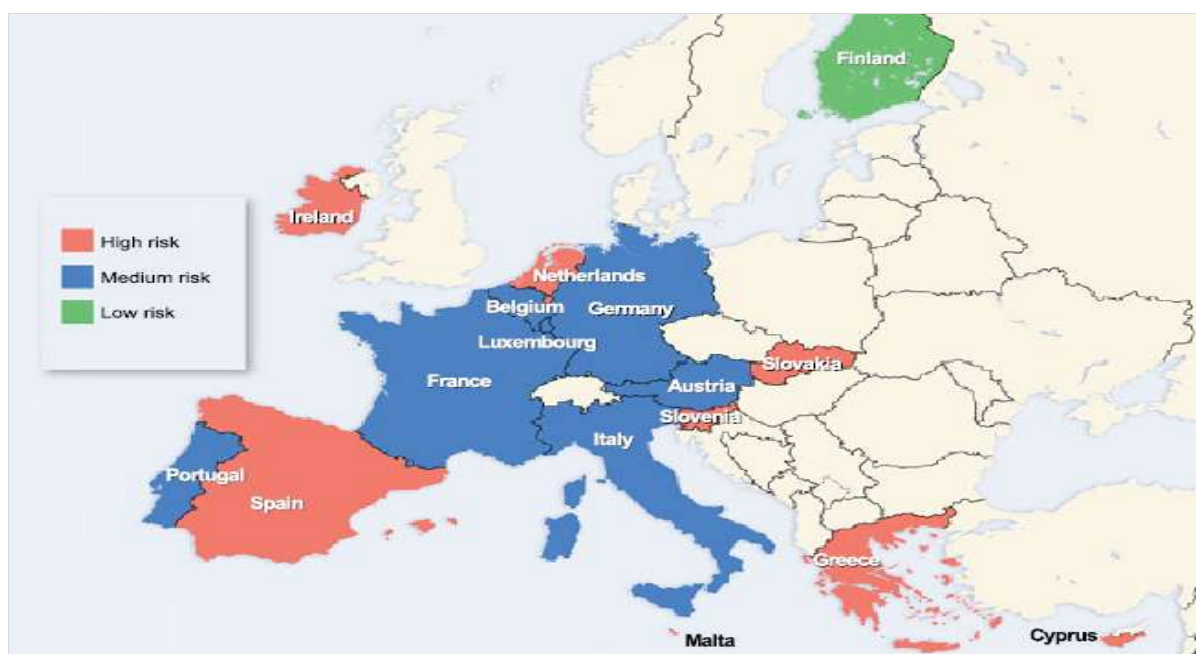 Finland
Ireland
High risk
Medium risk
Low risk
Netherlands
Belgium
Germany
Luxembourg
Slovakia
France
Austria
Slovenia
Italy
Portugal
Spain
Greece
Malta
Cyprus